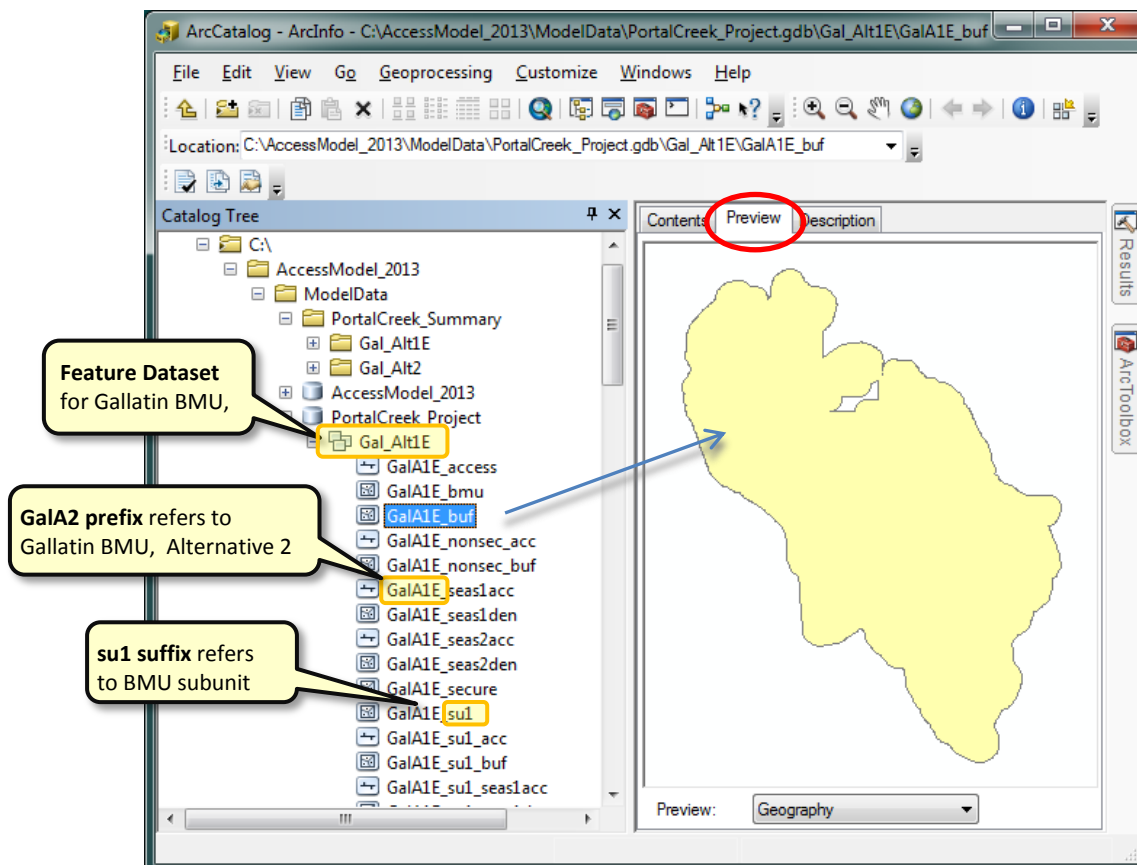 ArcCatalog - ArcInfo - C:\AccessModel_2013\ModelData\PortalCreek_Project.gdb\Gal_Alt1E\GalA1E_buf
File Edit View Go Geoprocessing Customize Windows Help
Location: C:\AccessModel_2013\ModelData\PortalCreek_Project.gdb\Gal_Alt1E\GalA1E_buf
Catalog Tree
Contents Preview Description
C:\
AccessModel_2013
ModelData
PortalCreek_Summary
Gal_Alt1E
Gal_Alt2
AccessModel_2013
PortalCreek_Project
Gal_Alt1E
GalA1E_access
GalA1E_bmu
GalA1E_buf
GalA1E_nonsec_acc
GalA1E_nonsec_buf
GalA1E_seas1acc
GalA1E_seas1den
GalA1E_seas2acc
GalA1E_seas2den
GalA1E_secure
GalA1E_su1
GalA1E_su1_acc
GalA1E_su1_buf
GalA1E_su1_seas1acc
Feature Dataset
for Gallatin BMU,
GalA2 prefix refers to
Gallatin BMU, Alternative 2
su1 suffix refers
to BMU subunit
Preview: Geography
Results
ArcToolbox